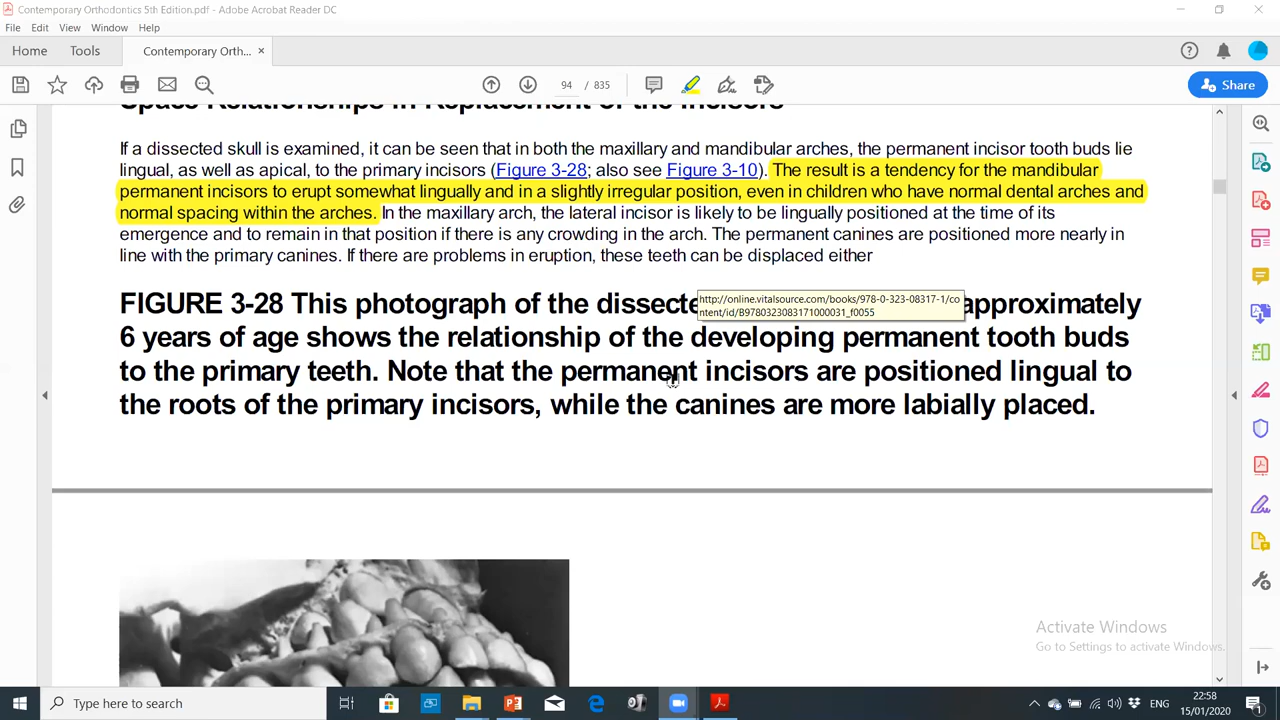 Contemporary Orthodontics 5th Edition.pdf - Adobe Acrobat Reader DC
File Edit View Window Help
Home Tools Contemporary Orth... ×
94 / 835
Share
Space Relationships in Replacement of the Incisors
If a dissected skull is examined, it can be seen that in both the maxillary and mandibular arches, the permanent incisor tooth buds lie
lingual, as well as apical, to the primary incisors (Figure 3-28; also see Figure 3-10). The result is a tendency for the mandibular
permanent incisors to erupt somewhat lingually and in a slightly irregular position, even in children who have normal dental arches and
normal spacing within the arches. In the maxillary arch, the lateral incisor is likely to be lingually positioned at the time of its
emergence and to remain in that position if there is any crowding in the arch. The permanent canines are positioned more nearly in
line with the primary canines. If there are problems in eruption, these teeth can be displaced either
FIGURE 3-28 This photograph of the dissecte approximately
http://online.vitalsource.com/books/978-0-323-08317-1/co
ntent/id/B9780323083171000031_f0055
6 years of age shows the relationship of the developing permanent tooth buds
to the primary teeth. Note that the permanent incisors are positioned lingual to
the roots of the primary incisors, while the canines are more labially placed.
Activate Windows
Go to Settings to activate Windows.
Type here to search
ENG
22:58
15/01/2020
1